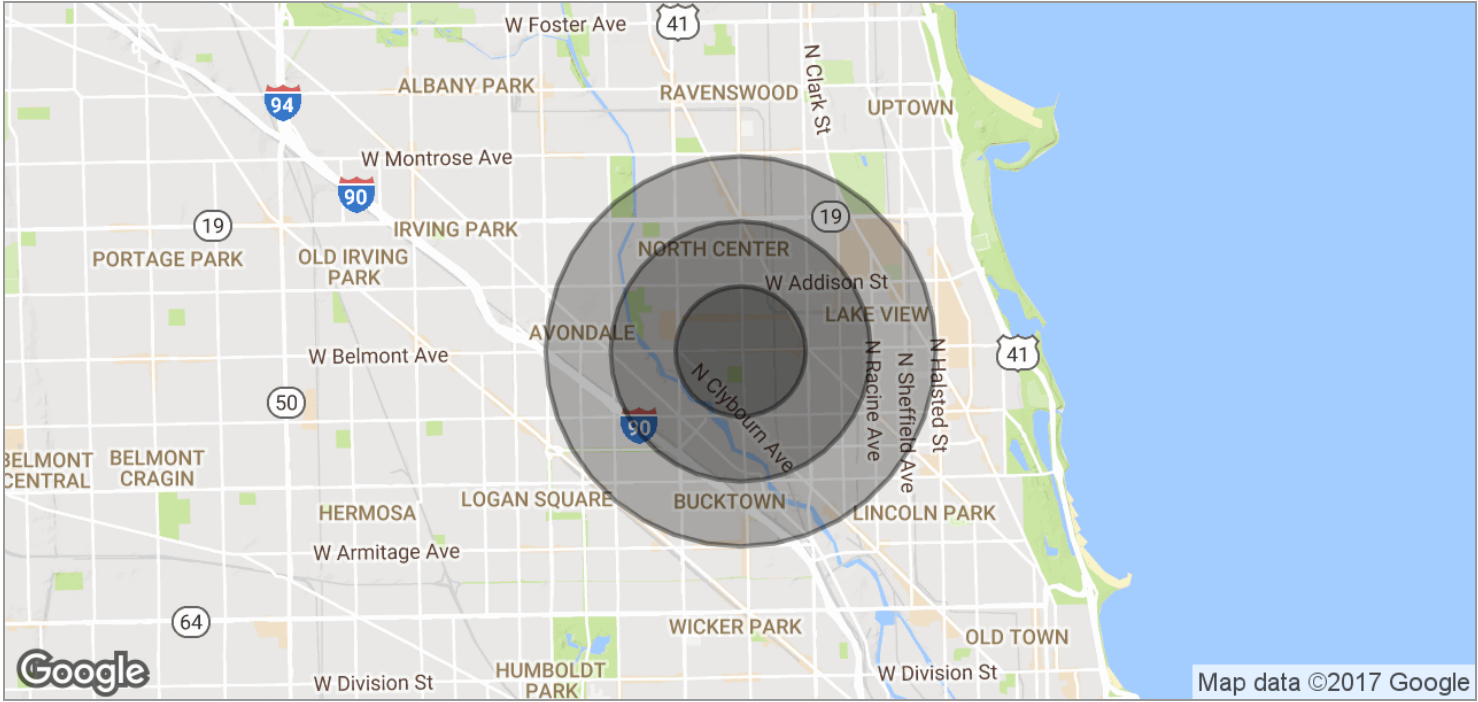 W Foster Ave
41
N Clark St
ALBANY PARK
RAVENSWOOD
UPTOWN
94
W Montrose Ave
90
19
19
IRVING PARK
PORTAGE PARK
OLD IRVING
PARK
NORTH CENTER
W Addison St
LAKE VIEW
AVONDALE
W Belmont Ave
41
N Clybourn Ave
N Racine Ave
N Sheffield Ave
N Halsted St
50
90
BELMONT
CENTRAL
BELMONT
CRAGIN
LOGAN SQUARE
BUCKTOWN
LINCOLN PARK
HERMOSA
W Armitage Ave
64
WICKER PARK
OLD TOWN
HUMBOLDT
PARK
W Division St
W Division St
Google
Map data ©2017 Google